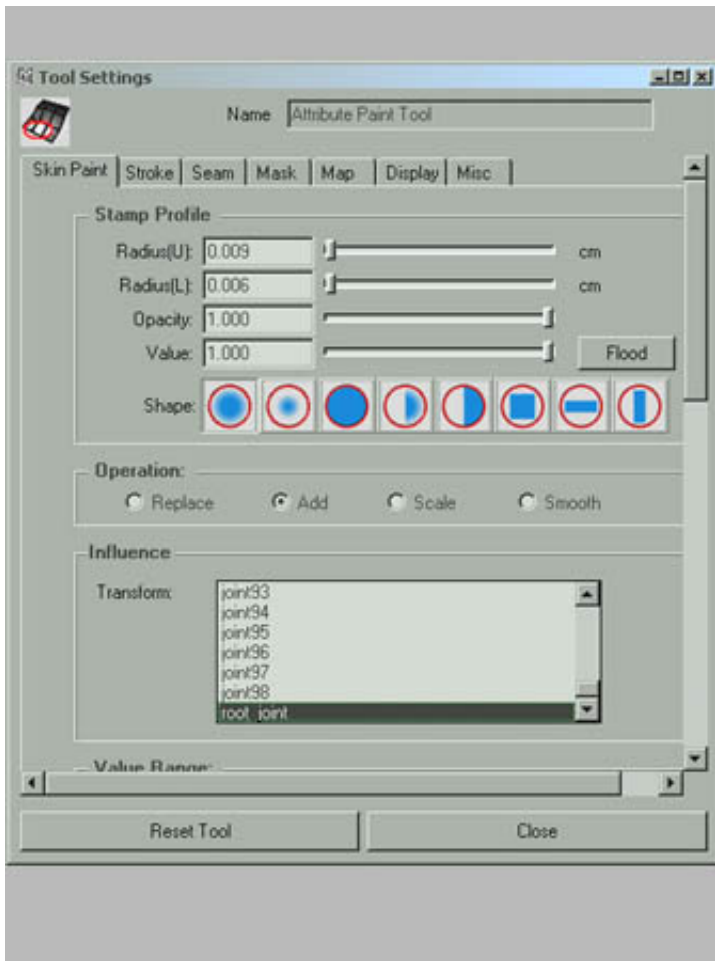 Tool Settings
Name Attribute Paint Tool
Skin Paint Stroke Seam Mask Map Display Misc
Stamp Profile
Radius(U): 0.009 cm
Radius(L): 0.006 cm
Opacity: 1.000
Value: 1.000 Flood
Shape:
Operation:
Replace Add Scale Smooth
Influence
Transform: joint93
joint94
joint95
joint96
joint97
joint98
root_joint
Value Range:
Reset Tool Close